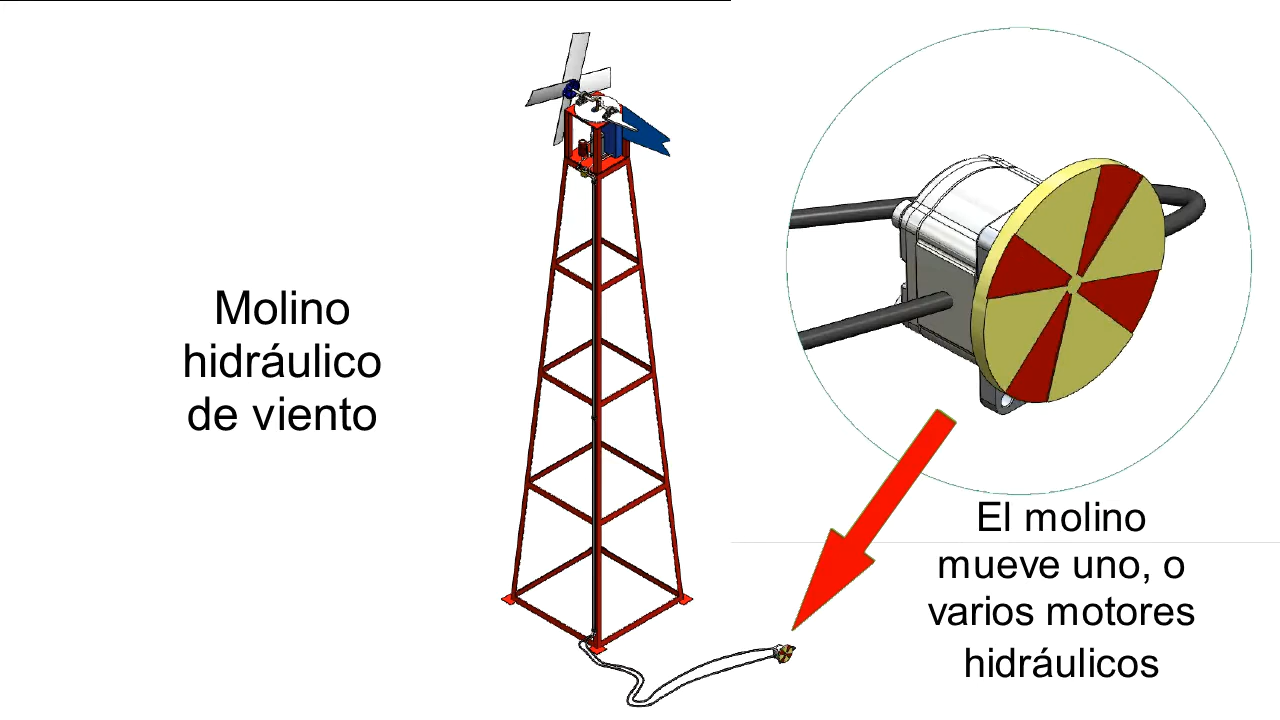 Molino
hidráulico
de viento
El molino
mueve uno, o
varios motores
hidráulicos